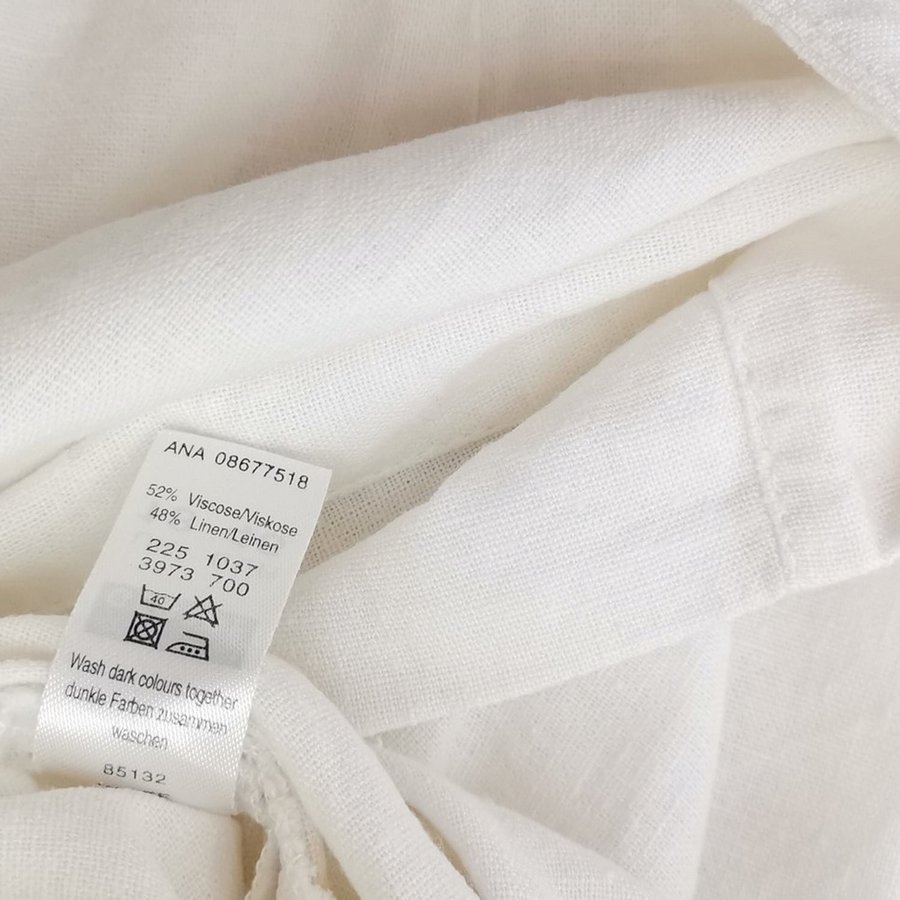 ANA 08677518
52% Viscose/Viskose
48% Linen/Leinen
225 1037
3973 700
40
Wash dark colours together
dunkle Farben zusammen
waschen
85132